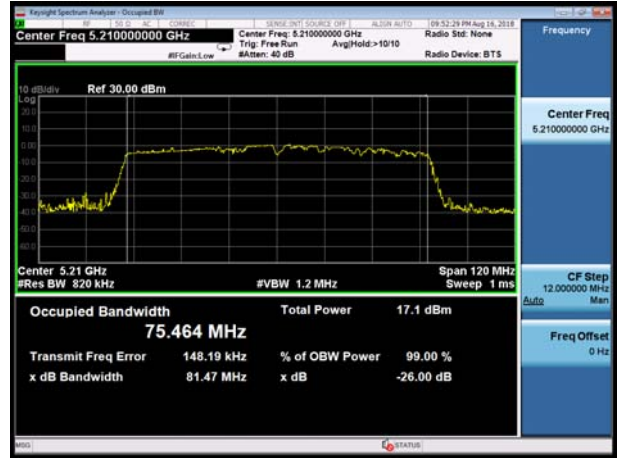 Keysight Spectrum Analyzer - Occupied BW
RF 50 Ω AC CORREC SENSE:INT SOURCE OFF ALIGN AUTO 09:52:29 PM Aug 16, 2018
Center Freq 5.210000000 GHz
Center Freq: 5.210000000 GHz
Radio Std: None
Trig: Free Run Avg|Hold:>10/10
#IFGain:Low #Atten: 40 dB Radio Device: BTS
Frequency
10 dB/div Ref 30.00 dBm
Log
20.0
10.0
0.00
-10.0
-20.0
-30.0
-40.0
-50.0
-60.0
Center 5.21 GHz Span 120 MHz
#Res BW 820 kHz #VBW 1.2 MHz Sweep 1 ms
Occupied Bandwidth Total Power 17.1 dBm
75.464 MHz
Transmit Freq Error 148.19 kHz % of OBW Power 99.00 %
x dB Bandwidth 81.47 MHz x dB -26.00 dB
Center Freq
5.210000000 GHz
CF Step
12.000000 MHz
Auto Man
Freq Offset
0 Hz
MSG STATUS